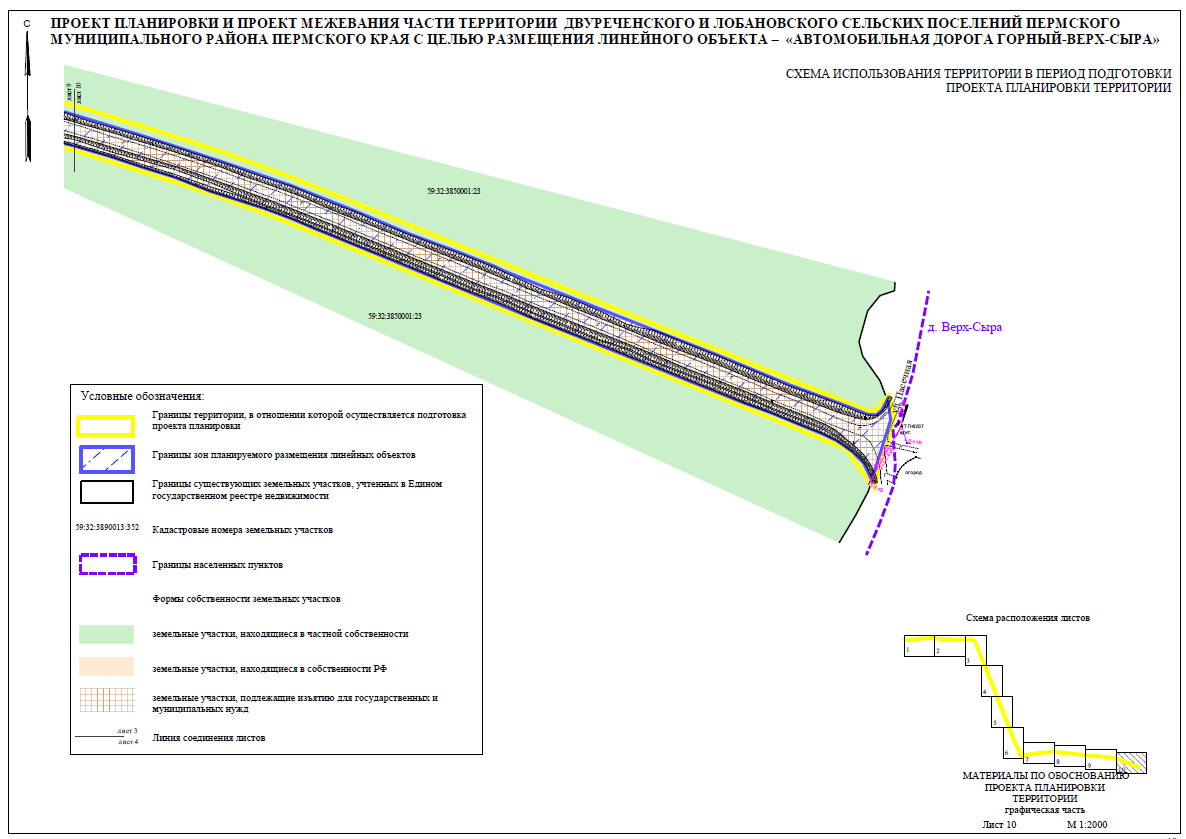 С
ПРОЕКТ ПЛАНИРОВКИ И ПРОЕКТ МЕЖЕВАНИЯ ЧАСТИ ТЕРРИТОРИИ ДВУРЕЧЕНСКОГО И ЛОБАНОВСКОГО СЕЛЬСКИХ ПОСЕЛЕНИЙ ПЕРМСКОГО
МУНИЦИПАЛЬНОГО РАЙОНА ПЕРМСКОГО КРАЯ С ЦЕЛЬЮ РАЗМЕЩЕНИЯ ЛИНЕЙНОГО ОБЪЕКТА – «АВТОМОБИЛЬНАЯ ДОРОГА ГОРНЫЙ-ВЕРХ-СЫРА»
СХЕМА ИСПОЛЬЗОВАНИЯ ТЕРРИТОРИИ В ПЕРИОД ПОДГОТОВКИ
ПРОЕКТА ПЛАНИРОВКИ ТЕРРИТОРИИ
лист 9
лист 10
59:32:3850001:23
59:32:3850001:23
д. Верх-Сыра
Пасечная
огород
Условные обозначения:
Границы территории, в отношении которой осуществляется подготовка
проекта планировки
Границы зон планируемого размещения линейных объектов
Границы существующих земельных участков, учтенных в Едином
государственном реестре недвижимости
59:32:3890013:352 Кадастровые номера земельных участков
Границы населенных пунктов
Формы собственности земельных участков
земельные участки, находящиеся в частной собственности
земельные участки, находящиеся в собственности РФ
земельные участки, подлежащие изъятию для государственных и
муниципальных нужд
лист 3
лист 4
Линия соединения листов
Схема расположения листов
1
2
3
4
5
6
7
8
9
10
МАТЕРИАЛЫ ПО ОБОСНОВАНИЮ
ПРОЕКТА ПЛАНИРОВКИ
ТЕРРИТОРИИ
графическая часть
Лист 10 М 1:2000